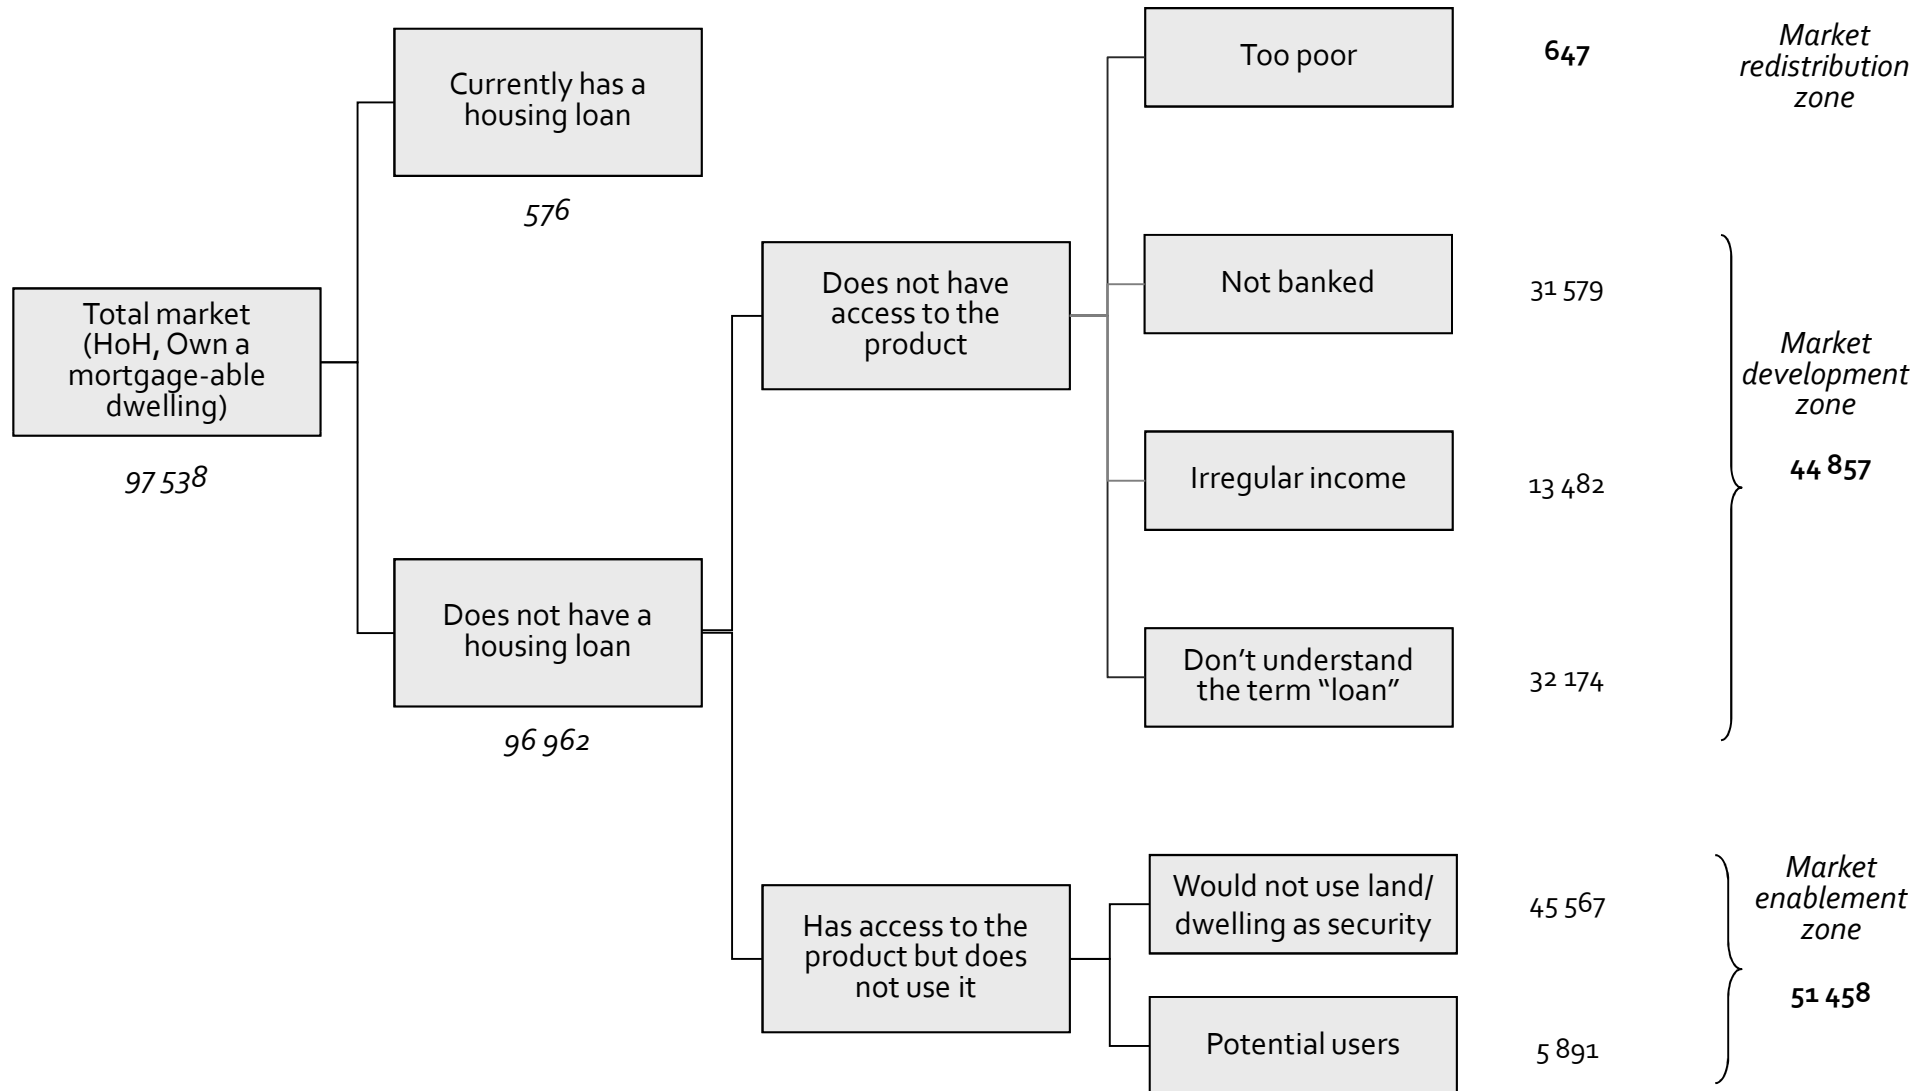 Total market
(HoH, Own a
mortgage-able
dwelling)
97 538
Currently has a
housing loan
576
Does not have a
housing loan
96 962
Does not have
access to the
product
Has access to the
product but does
not use it
Too poor
647
Market
redistribution
zone
Not banked
31 579
Irregular income
13 482
Don’t understand
the term “loan”
32 174
Market
development
zone
44 857
Would not use land/
dwelling as security
45 567
Potential users
5 891
Market
enablement
zone
51 458